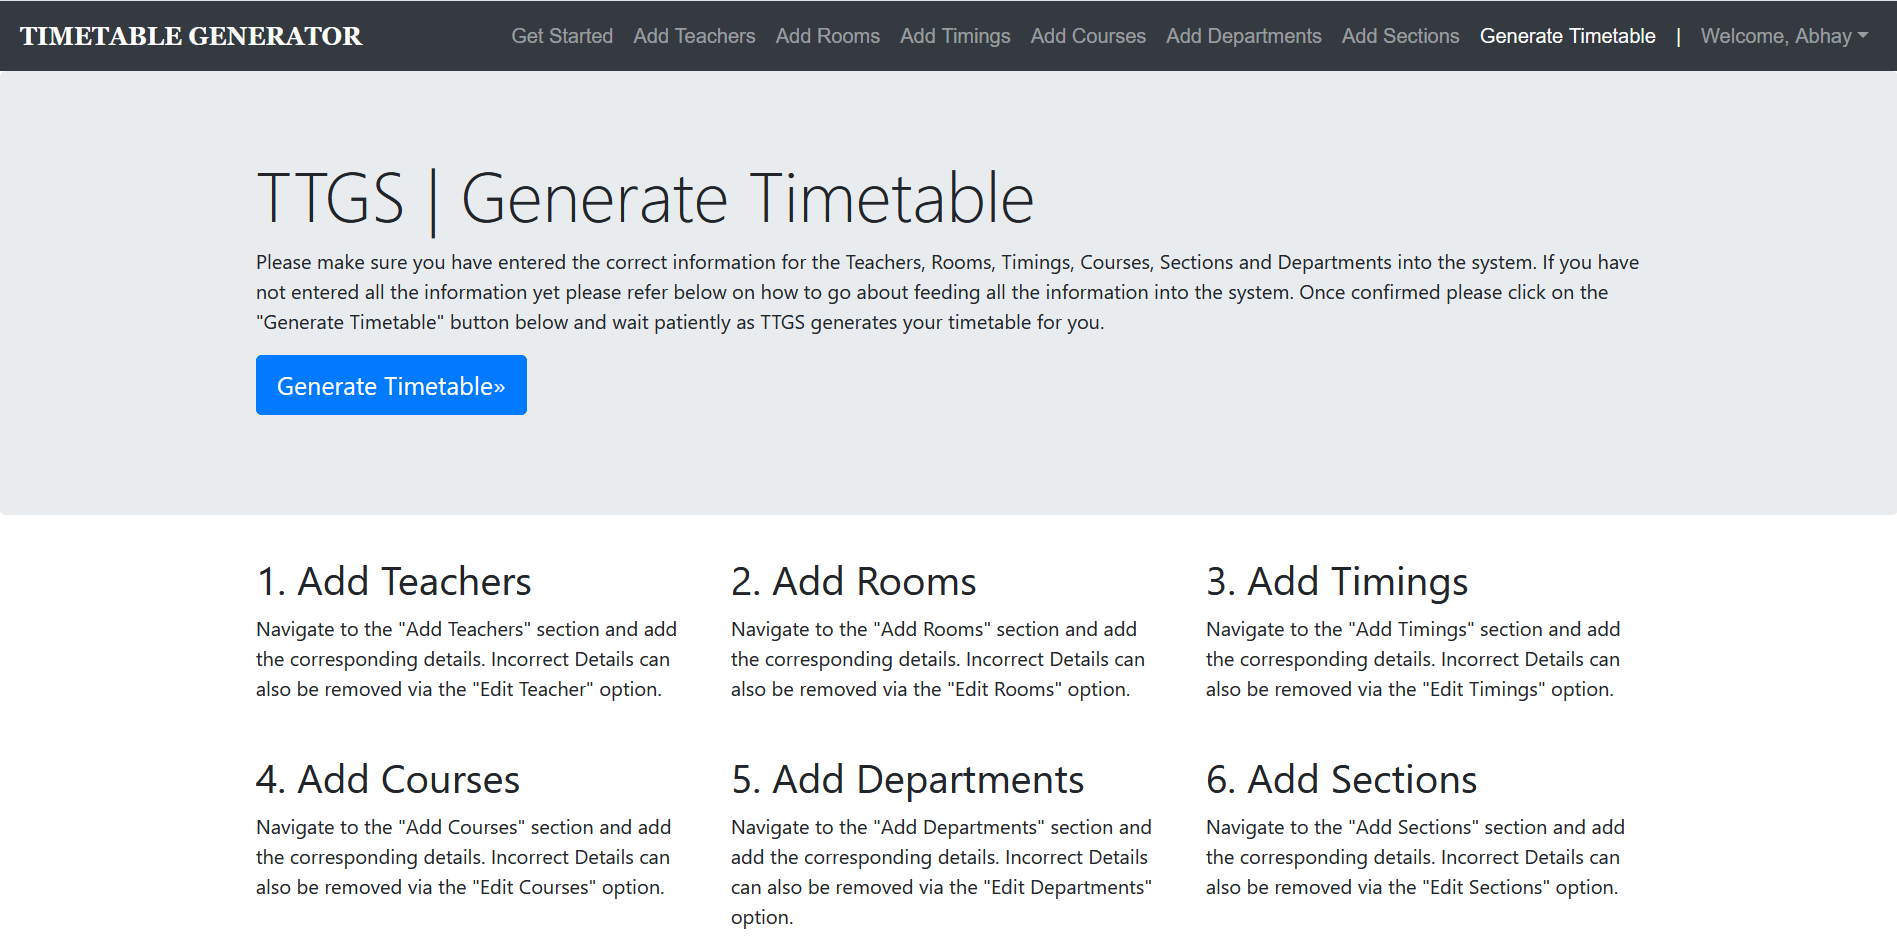 TIMETABLE GENERATOR
Get Started Add Teachers Add Rooms Add Timings Add Courses Add Departments Add Sections Generate Timetable | Welcome, Abhay
TTGS | Generate Timetable
Please make sure you have entered the correct information for the Teachers, Rooms, Timings, Courses, Sections and Departments into the system. If you have
not entered all the information yet please refer below on how to go about feeding all the information into the system. Once confirmed please click on the
"Generate Timetable" button below and wait patiently as TTGS generates your timetable for you.
Generate Timetable»
1. Add Teachers
Navigate to the "Add Teachers" section and add
the corresponding details. Incorrect Details can
also be removed via the "Edit Teacher" option.
2. Add Rooms
Navigate to the "Add Rooms" section and add
the corresponding details. Incorrect Details can
also be removed via the "Edit Rooms" option.
3. Add Timings
Navigate to the "Add Timings" section and add
the corresponding details. Incorrect Details can
also be removed via the "Edit Timings" option.
4. Add Courses
Navigate to the "Add Courses" section and add
the corresponding details. Incorrect Details can
also be removed via the "Edit Courses" option.
5. Add Departments
Navigate to the "Add Departments" section and
add the corresponding details. Incorrect Details
can also be removed via the "Edit Departments"
option.
6. Add Sections
Navigate to the "Add Sections" section and add
the corresponding details. Incorrect Details can
also be removed via the "Edit Sections" option.